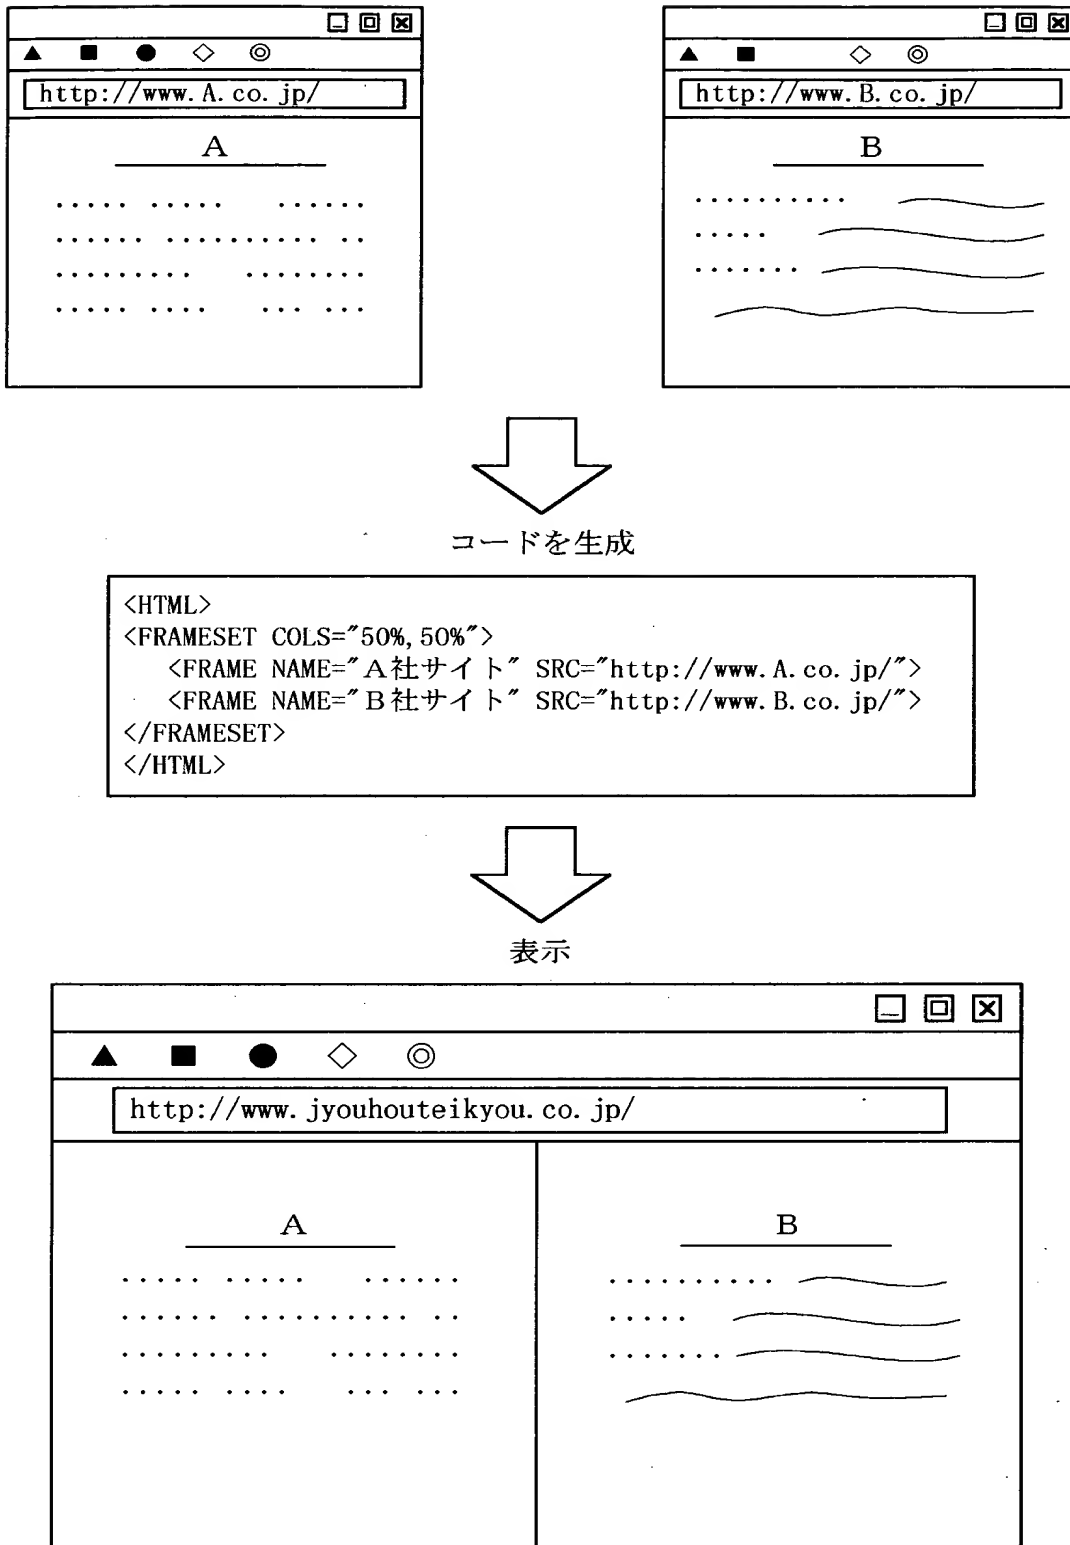 http://www.A.co.jp/
http://www.B.co.jp/
A
B
コードを生成
<HTML>
<FRAMESET COLS="50%,50%">
<FRAME NAME="A社サイト" SRC="http://www.A.co.jp/">
<FRAME NAME="B社サイト" SRC="http://www.B.co.jp/">
</FRAMESET>
</HTML>
表示
http://www.jyouhouteikyou.co.jp/
A
B